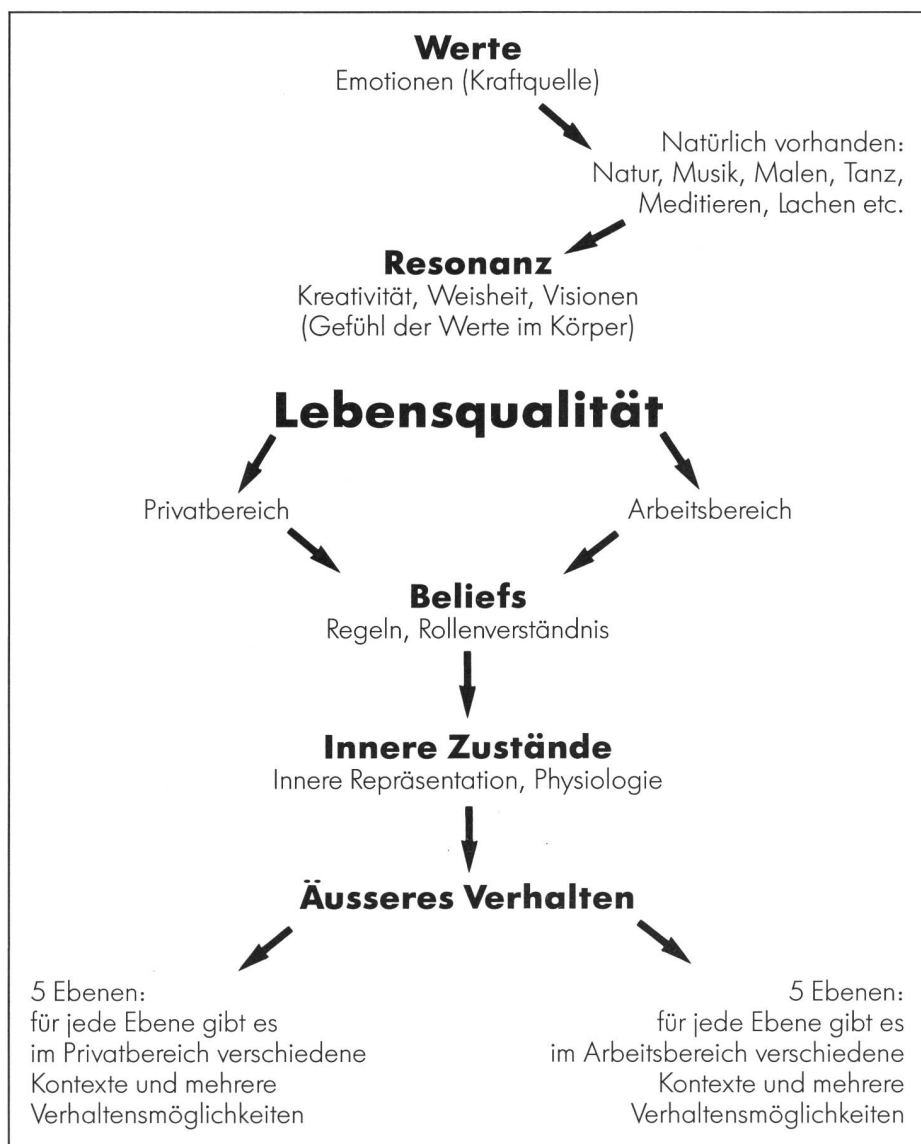 Werte
Emotionen (Kraftquelle)
Natürlich vorhanden:
Natur, Musik, Malen, Tanz,
Meditieren, Lachen etc.
Resonanz
Kreativität, Weisheit, Visionen
(Gefühl der Werte im Körper)
Lebensqualität
Privatbereich
Arbeitsbereich
Beliefs
Regeln, Rollenverständnis
Innere Zustände
Innere Repräsentation, Physiologie
Äusseres Verhalten
5 Ebenen:
für jede Ebene gibt es
im Privatbereich verschiedene
Kontexte und mehrere
Verhaltensmöglichkeiten
5 Ebenen:
für jede Ebene gibt es
im Arbeitsbereich verschiedene
Kontexte und mehrere
Verhaltensmöglichkeiten